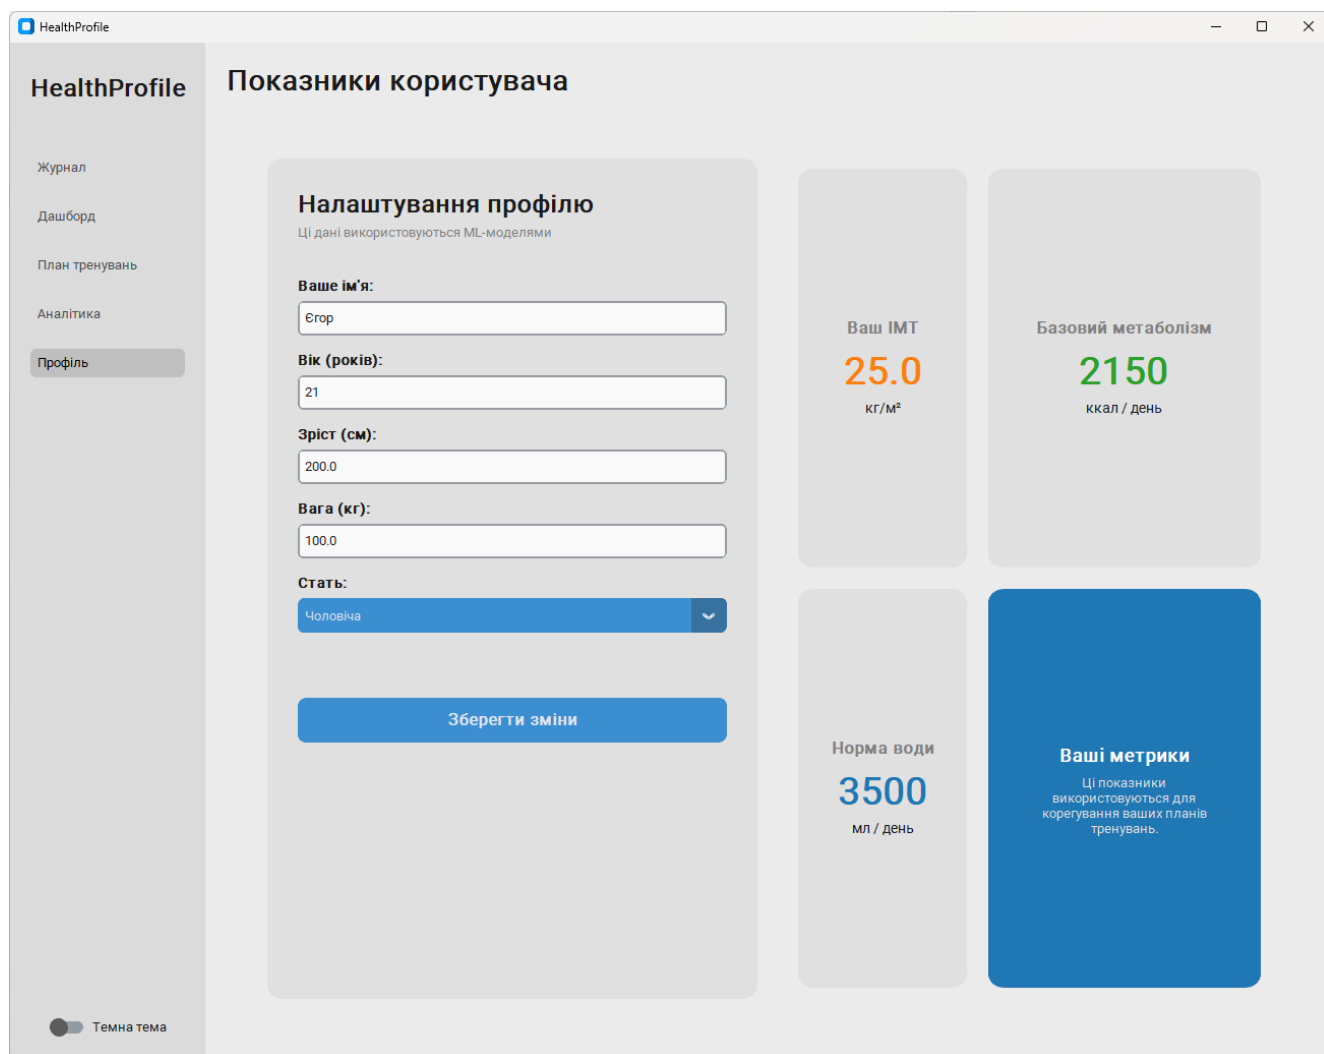 HealthProfile
HealthProfile
Журнал
Дашборд
План тренувань
Аналітика
Профіль
Темна тема
Показники користувача
Налаштування профілю
Ці дані використовуються ML-моделями
Ваше ім'я:
Єгор
Вік (років):
21
Зріст (см):
200.0
Вага (кг):
100.0
Стать:
Чоловіча
Зберегти зміни
Ваш ІМТ
25.0
кг/м²
Базовий метаболізм
2150
ккал / день
Норма води
3500
мл / день
Ваші метрики
Ці показники
використовуються для
корегування ваших планів
тренувань.